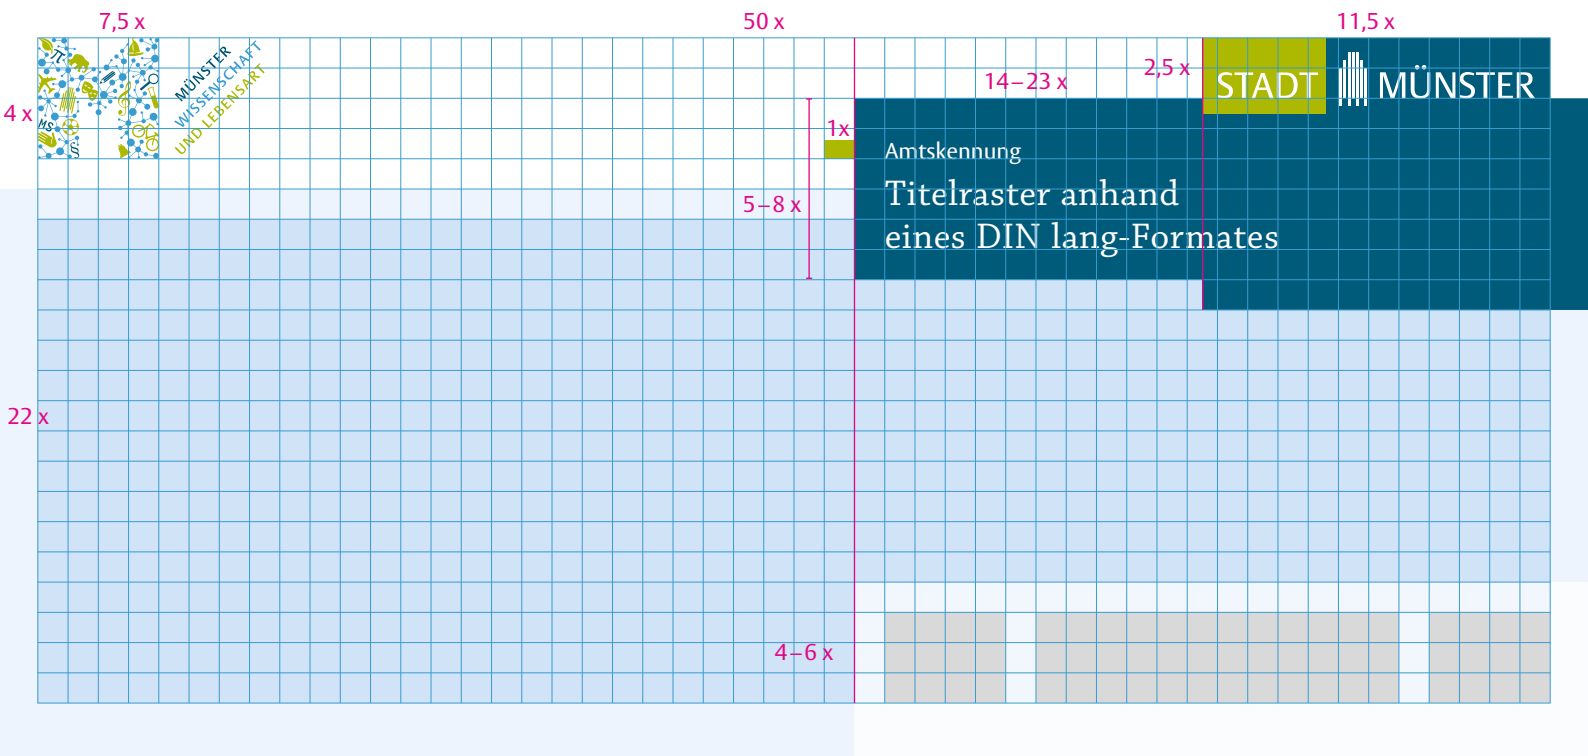 7,5 x
50 x
11,5 x
MÜNSTER
WISSENSCHAFT
UND LEBENSART
4 x
MS
14–23 x
2,5 x
STADT MÜNSTER
1x
Amtskennung
5–8 x
Titelraster anhand
eines DIN lang-Formates
22 x
4–6 x